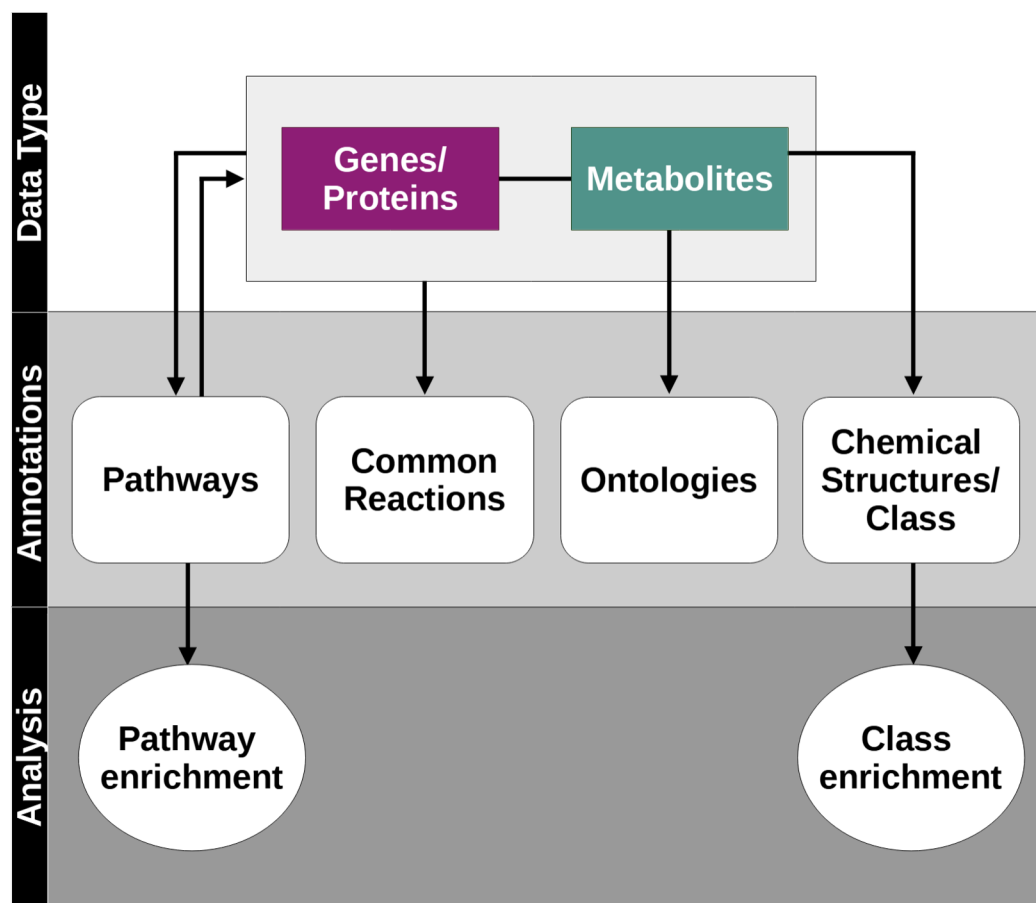 Data Type
Genes/
Proteins
Metabolites
Annotations
Pathways
Common
Reactions
Ontologies
Chemical
Structures/
Class
Analysis
Pathway
enrichment
Class
enrichment